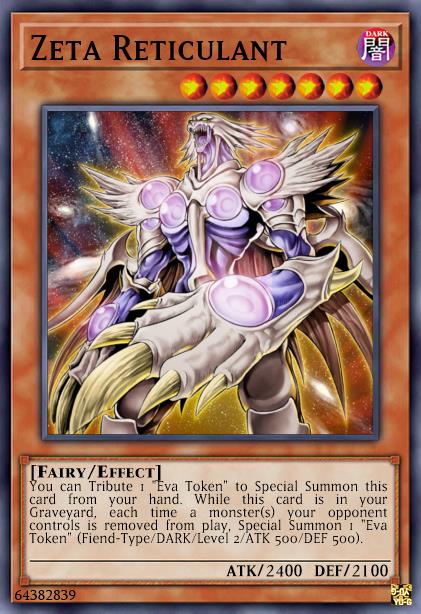 ZETA RETICULANT
DARK
闇
[FAIRY/EFFECT]
You can Tribute 1 "Eva Token" to Special Summon this
card from your hand. While this card is in your
Graveyard, each time a monster(s) your opponent
controls is removed from play, Special Summon 1 "Eva
Token" (Fiend-Type/DARK/Level 2/ATK 500/DEF 500).
ATK/2400 DEF/2100
64382839